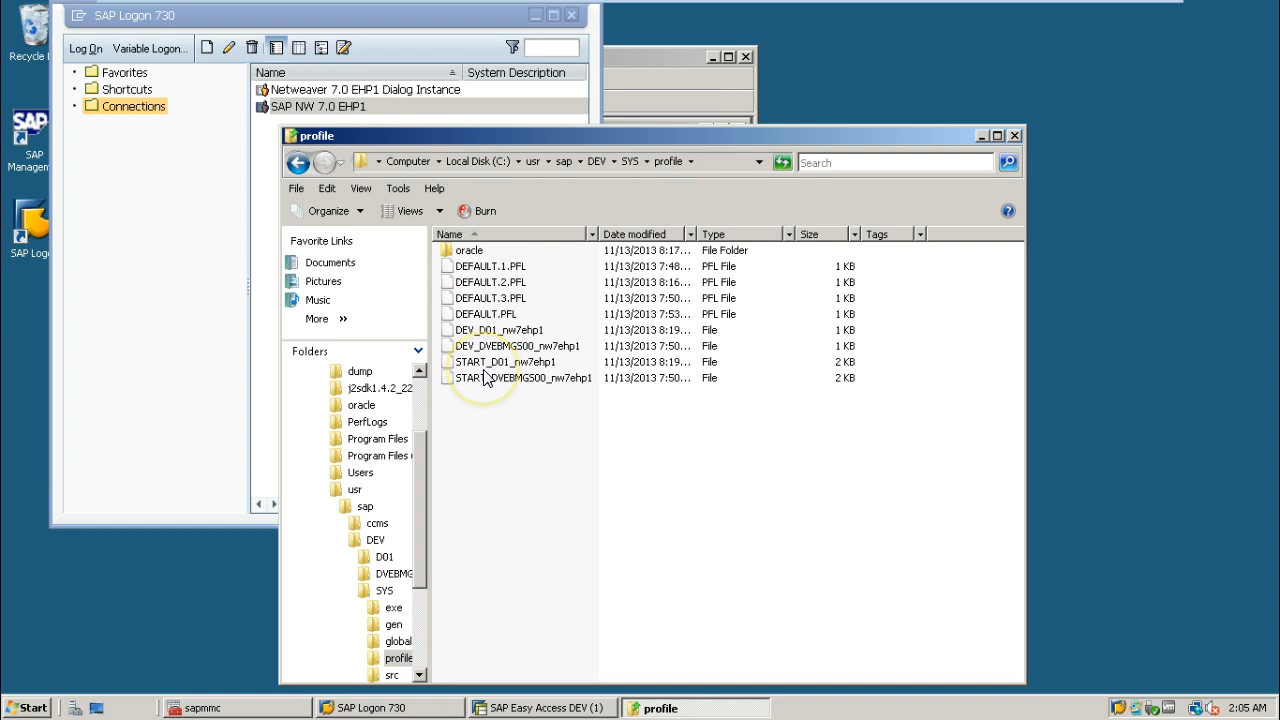 SAP Logon 730
Recycle
Log On Variable Logon...
Favorites
Shortcuts
Connections
Name System Description
Netweaver 7.0 EHP1 Dialog Instance
SAP NW 7.0 EHP1
SAP
SAP
Manageme
SAP Logo
profile
Computer Local Disk (C:) usr sap DEV SYS profile
Search
File Edit View Tools Help
Organize Views Burn
Favorite Links
Documents
Pictures
Music
More »
Folders
dump
j2sdk1.4.2_22
oracle
PerfLogs
Program Files
Program Files
Users
usr
sap
ccms
DEV
D01
DVEBMG
SYS
exe
gen
global
profile
src
Name Date modified Type Size Tags
oracle 11/13/2013 8:17... File Folder
DEFAULT.1.PFL 11/13/2013 7:48... PFL File 1 KB
DEFAULT.2.PFL 11/13/2013 8:16... PFL File 1 KB
DEFAULT.3.PFL 11/13/2013 7:50... PFL File 1 KB
DEFAULT.PFL 11/13/2013 7:53... PFL File 1 KB
DEV_D01_nw7ehp1 11/13/2013 8:19... File 1 KB
DEV_DVEBMGS00_nw7ehp1 11/13/2013 7:50... File 1 KB
START_D01_nw7ehp1 11/13/2013 8:19... File 2 KB
START_DVEBMGS00_nw7ehp1 11/13/2013 7:50... File 2 KB
Start sapmmc SAP Logon 730 SAP Easy Access DEV (1) profile 2:05 AM